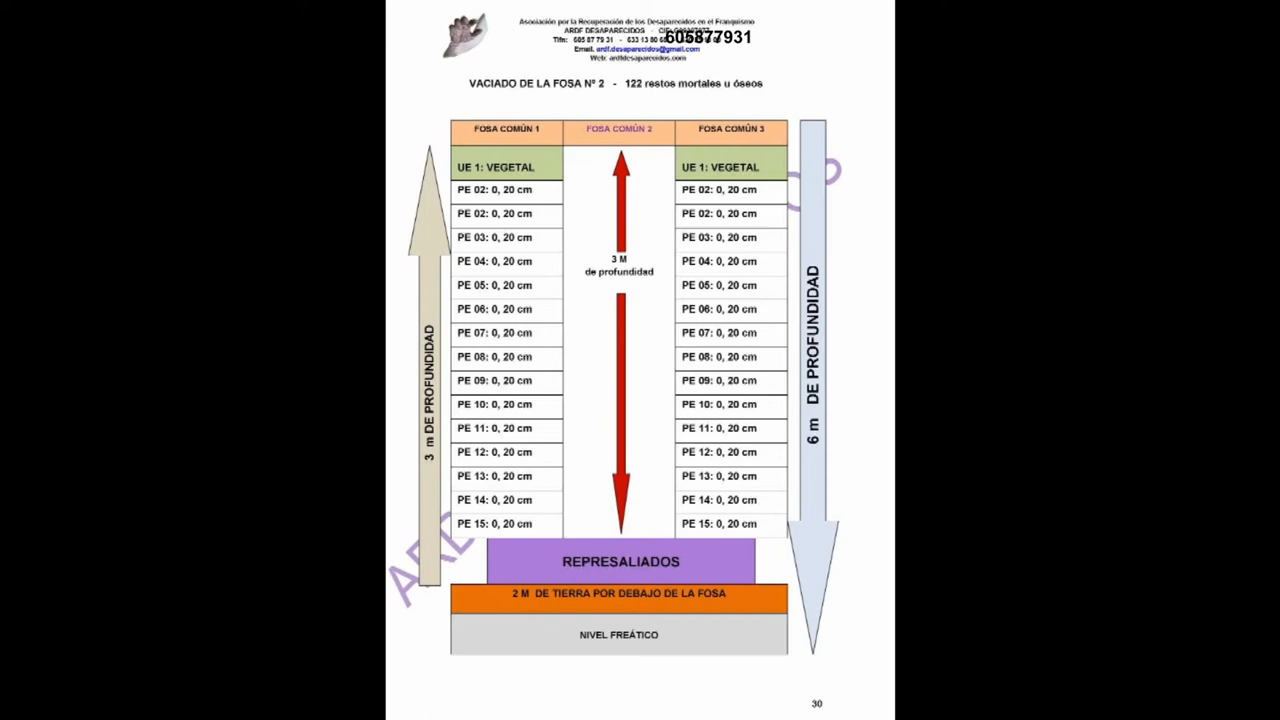 Asociación por la Recuperación de los Desaparecidos en el Franquismo
ARDF DESAPARECIDOS - CIF:
Tlfn: 605 87 79 31 - 633 13 80
605877931
Email. ardf.desaparecidos@gmail.com
Web: ardfdesaparecidos.com
VACIADO DE LA FOSA Nº 2 - 122 restos mortales u óseos
FOSA COMÚN 1 FOSA COMÚN 2 FOSA COMÚN 3
UE 1: VEGETAL UE 1: VEGETAL
PE 02: 0, 20 cm PE 02: 0, 20 cm
PE 02: 0, 20 cm PE 02: 0, 20 cm
PE 03: 0, 20 cm PE 03: 0, 20 cm
3 M
de profundidad
PE 04: 0, 20 cm PE 04: 0, 20 cm
PE 05: 0, 20 cm PE 05: 0, 20 cm
PE 06: 0, 20 cm PE 06: 0, 20 cm
PE 07: 0, 20 cm PE 07: 0, 20 cm
PE 08: 0, 20 cm PE 08: 0, 20 cm
PE 09: 0, 20 cm PE 09: 0, 20 cm
PE 10: 0, 20 cm PE 10: 0, 20 cm
PE 11: 0, 20 cm PE 11: 0, 20 cm
PE 12: 0, 20 cm PE 12: 0, 20 cm
PE 13: 0, 20 cm PE 13: 0, 20 cm
PE 14: 0, 20 cm PE 14: 0, 20 cm
PE 15: 0, 20 cm PE 15: 0, 20 cm
3 m DE PROFUNDIDAD
6 m DE PROFUNDIDAD
REPRESALIADOS
2 M DE TIERRA POR DEBAJO DE LA FOSA
NIVEL FREÁTICO
30